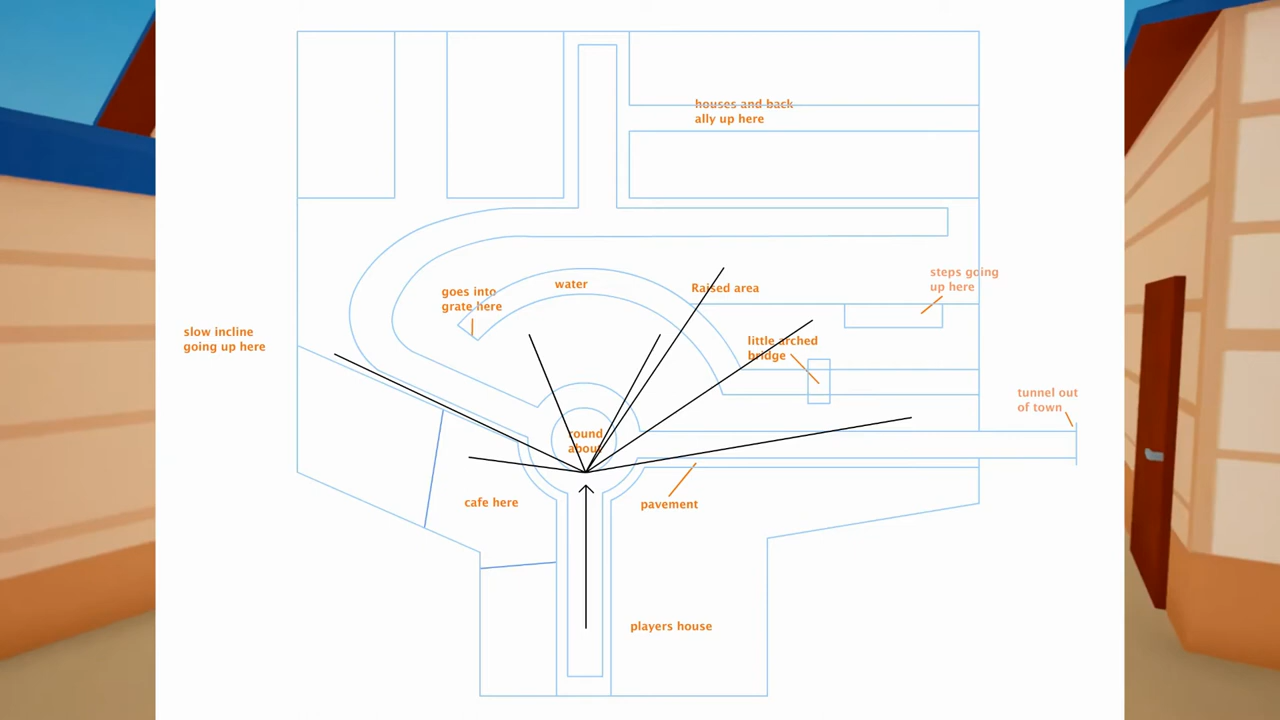 houses and back
ally up here
steps going
up here
goes into
grate here
water
Raised area
slow incline
going up here
little arched
bridge
tunnel out
of town
round
about
cafe here
pavement
players house